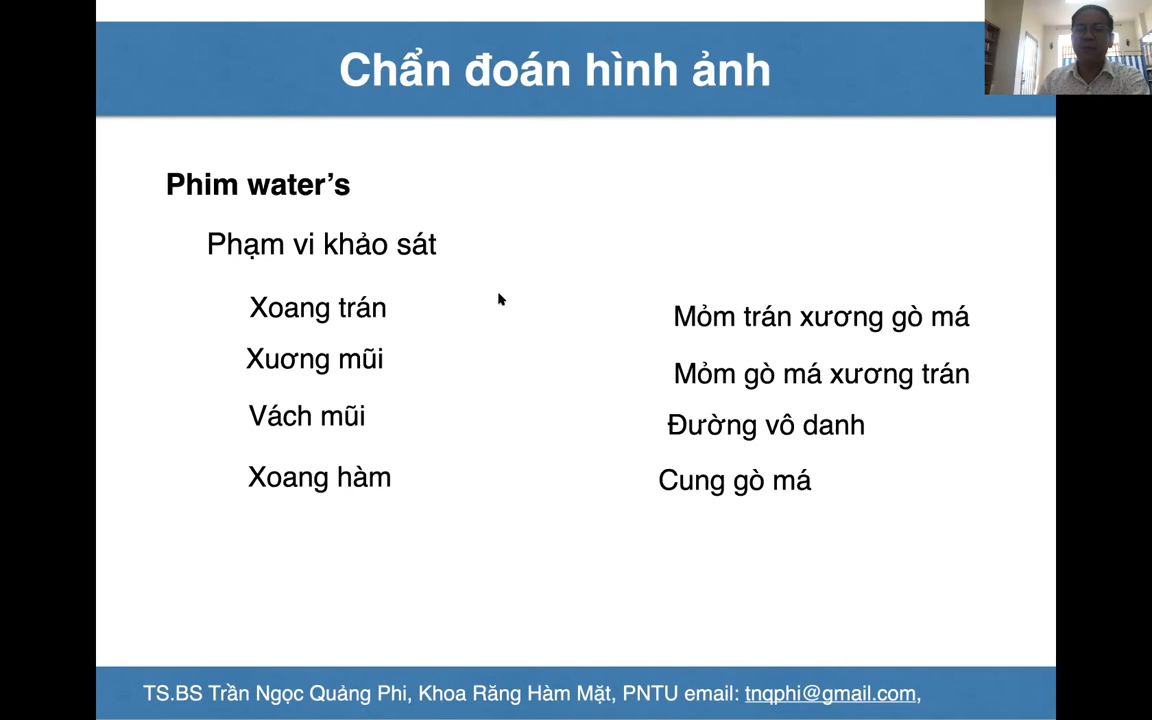 Chẩn đoán hình ảnh
Phim water’s
Phạm vi khảo sát
Xoang trán
Xuơng mũi
Vách mũi
Xoang hàm
Mỏm trán xương gò má
Mỏm gò má xương trán
Đường vô danh
Cung gò má
TS.BS Trần Ngọc Quảng Phi, Khoa Răng Hàm Mặt, PNTU email: tnqphi@gmail.com,